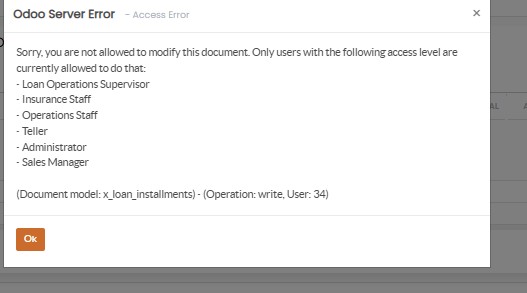 Odoo Server Error - Access Error ×
Sorry, you are not allowed to modify this document. Only users with the following access level are
currently allowed to do that:
- Loan Operations Supervisor
- Insurance Staff
- Operations Staff
- Teller
- Administrator
- Sales Manager
(Document model: x_loan_installments) - (Operation: write, User: 34)
Ok